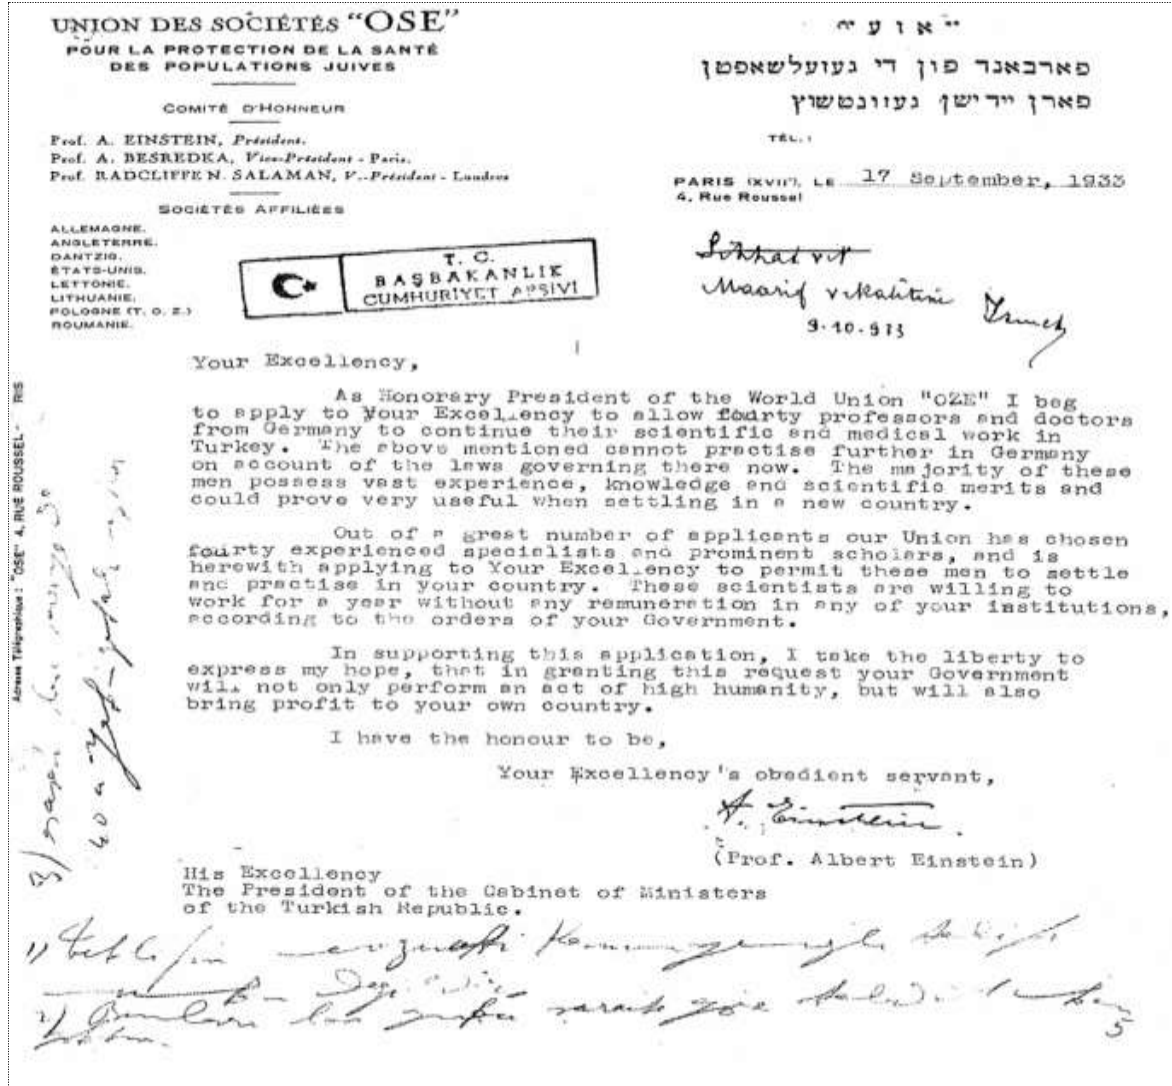 UNION DES SOCIÉTÉS "OSE"
POUR LA PROTECTION DE LA SANTÉ
DES POPULATIONS JUIVES
COMITÉ D'HONNEUR
Prof. A. EINSTEIN, Président.
Prof. A. BESREDKA, Vice-Président - Paris.
Prof. RADCLIFFE N. SALAMAN, V.-Président - Londres
SOCIÉTÉS AFFILIÉES
ALLEMAGNE.
ANGLETERRE.
DANTZIG.
ÉTATS-UNIS.
LETTONIE.
LITHUANIE.
POLOGNE (T. O. Z.)
ROUMANIE.
"אזע"
פארבאנד פון די געזעלשאפטן
פארן יידישן געזונטשוץ
TÉL. :
PARIS (XVIIe), LE 17 September, 1933
4, Rue Roussel
T. C.
BAŞBAKANLIK
CUMHURİYET ARŞİVİ
Sıhhat ve
Maarif vekâletine
9-10-933
Your Excellency,
As Honorary President of the World Union "OZE" I beg
to apply to Your Excellency to allow fourty professors and doctors
from Germany to continue their scientific and medical work in
Turkey. The above mentioned cannot practise further in Germany
on account of the laws governing there now. The majority of these
men possess vast experience, knowledge and scientific merits and
could prove very useful when settling in a new country.
Out of a great number of applicants our Union has chosen
fourty experienced specialists and prominent scholars, and is
herewith applying to Your Excellency to permit these men to settle
and practise in your country. These scientists are willing to
work for a year without any remuneration in any of your institutions,
according to the orders of your Government.
In supporting this application, I take the liberty to
express my hope, that in granting this request your Government
will not only perform an act of high humanity, but will also
bring profit to your own country.
I have the honour to be,
Your Excellency's obedient servant,
A. Einstein.
(Prof. Albert Einstein)
His Excellency
The President of the Cabinet of Ministers
of the Turkish Republic.
Adresse Télégraphique : "OSE" 4, RUE ROUSSEL - RIS